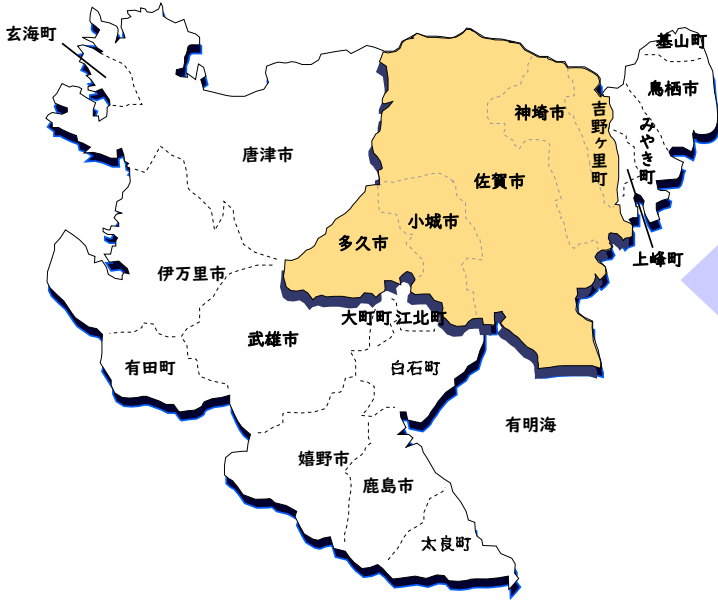 玄海町
基山町
鳥栖市
神埼市
吉野ヶ里町
みやき町
唐津市
佐賀市
小城市
多久市
上峰町
伊万里市
大町町
江北町
武雄市
有田町
白石町
有明海
嬉野市
鹿島市
太良町